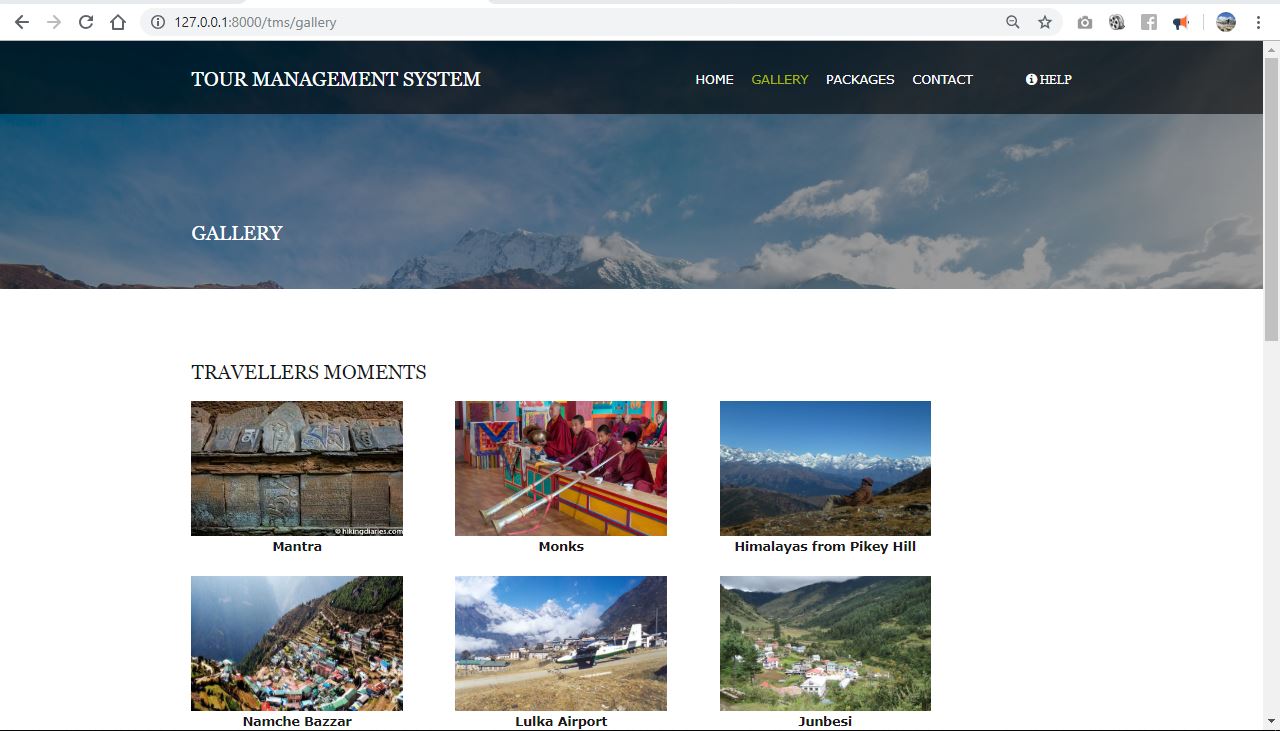 127.0.0.1:8000/tms/gallery
TOUR MANAGEMENT SYSTEM
HOME GALLERY PACKAGES CONTACT HELP
GALLERY
TRAVELLERS MOMENTS
© hikingdiaries.com
Mantra Monks Himalayas from Pikey Hill
Namche Bazzar Lulka Airport Junbesi